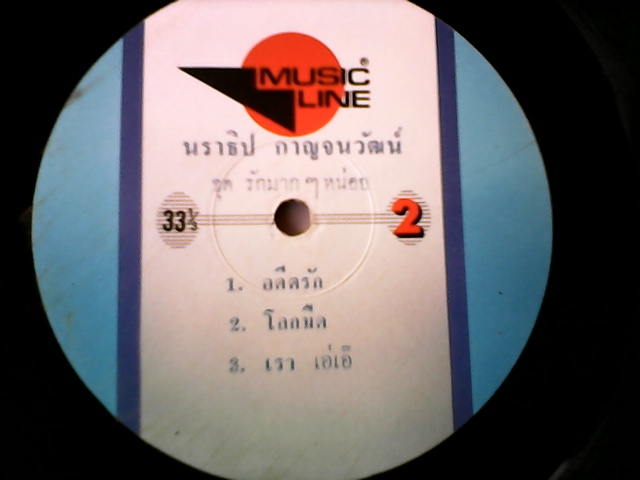 MUSIC®
LINE
นราธิป กาญจนวัฒน์
ชุด รักมาก ๆ หน่อย
33⅓
2
1. อดีตรัก
2. โลกมืด
3. เรา เอ๋เอ๋